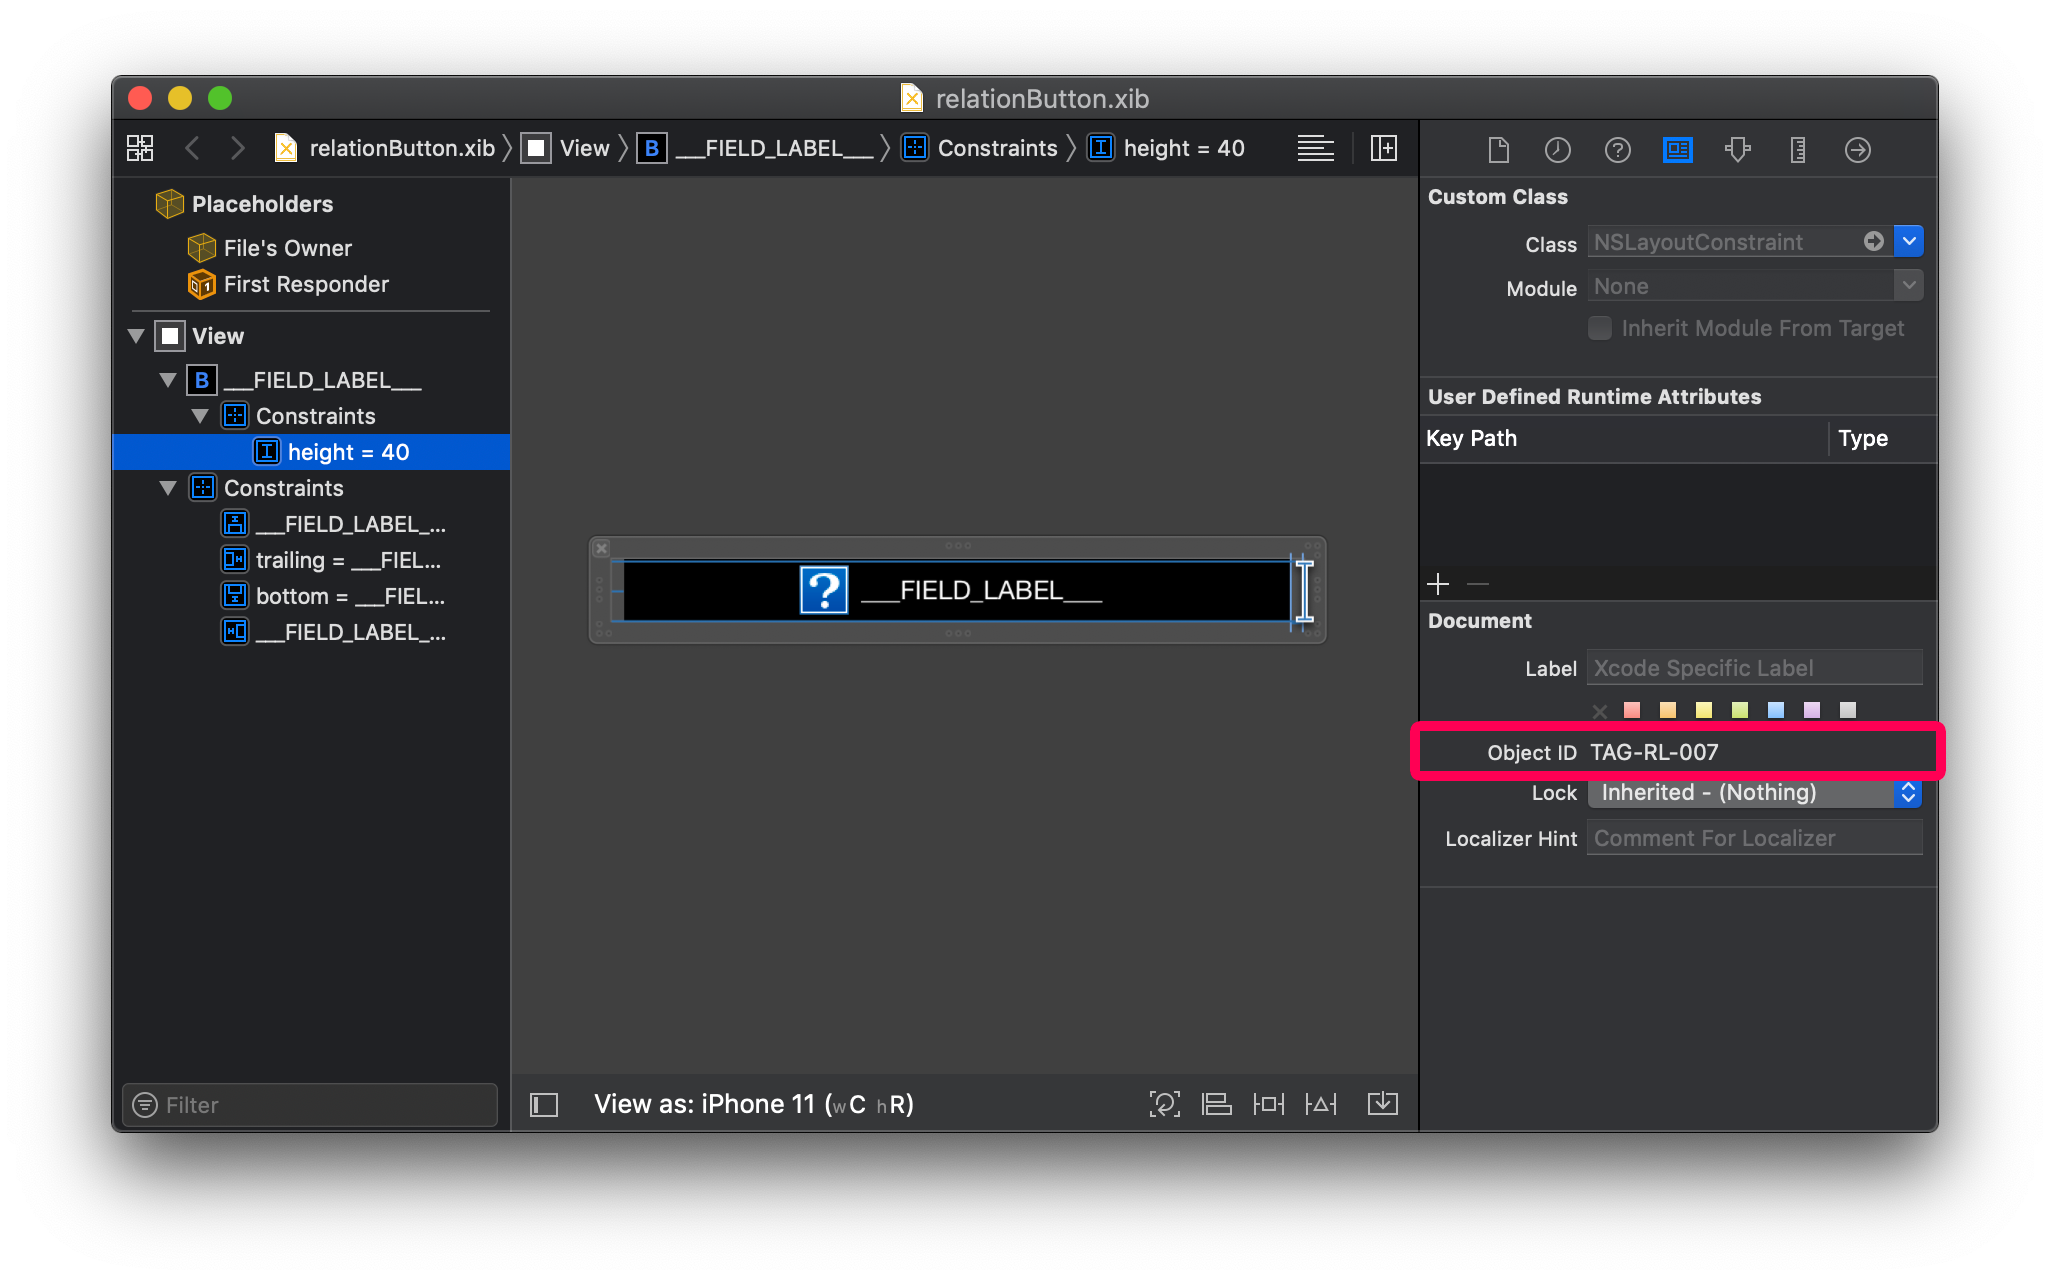 relationButton.xib
relationButton.xib
View
B
___FIELD_LABEL___
Constraints
height = 40
Placeholders
File's Owner
First Responder
View
B ___FIELD_LABEL___
Constraints
height = 40
Constraints
___FIELD_LABEL_...
trailing = ___FIEL...
bottom = ___FIEL...
___FIELD_LABEL_...
Filter
? ___FIELD_LABEL___
View as: iPhone 11 (wC hR)
Custom Class
Class NSLayoutConstraint
Module None
Inherit Module From Target
User Defined Runtime Attributes
Key Path Type
Document
Label Xcode Specific Label
Object ID TAG-RL-007
Lock Inherited - (Nothing)
Localizer Hint Comment For Localizer